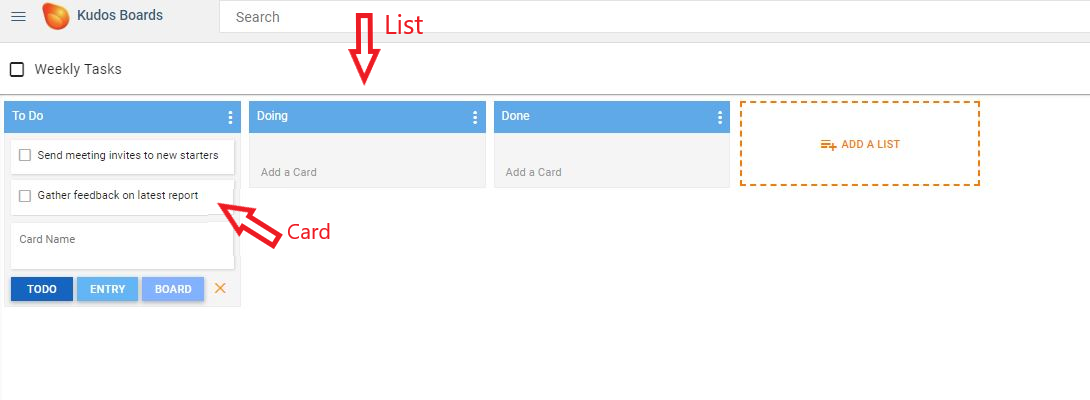 Kudos Boards
Search
List
Weekly Tasks
To Do
Doing
Done
Send meeting invites to new starters
Gather feedback on latest report
Card Name
TODO
ENTRY
BOARD
Add a Card
Add a Card
ADD A LIST
Card